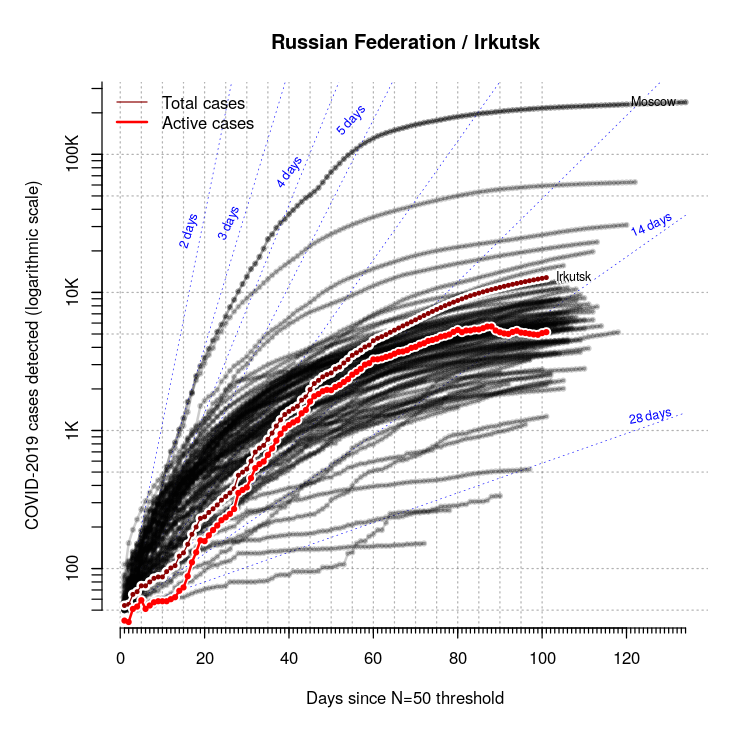 Russian Federation / Irkutsk
Total cases
Active cases
Moscow
Irkutsk
2 days
3 days
4 days
5 days
14 days
28 days
COVID-2019 cases detected (logarithmic scale)
100K
10K
1K
100
0 20 40 60 80 100 120
Days since N=50 threshold